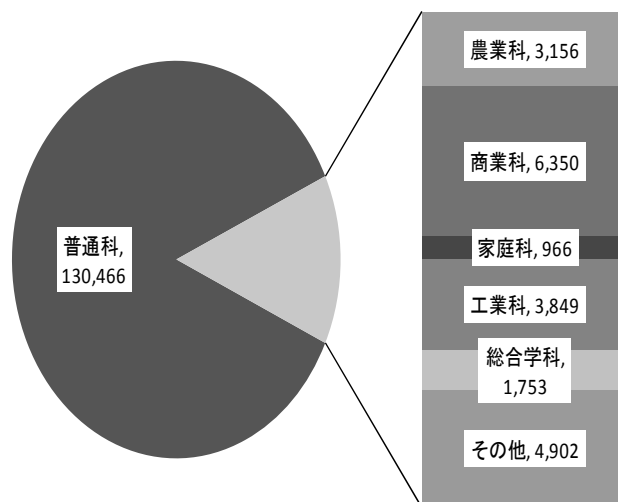 普通科,
130,466
農業科, 3,156
商業科, 6,350
家庭科, 966
工業科, 3,849
総合学科,
1,753
その他, 4,902